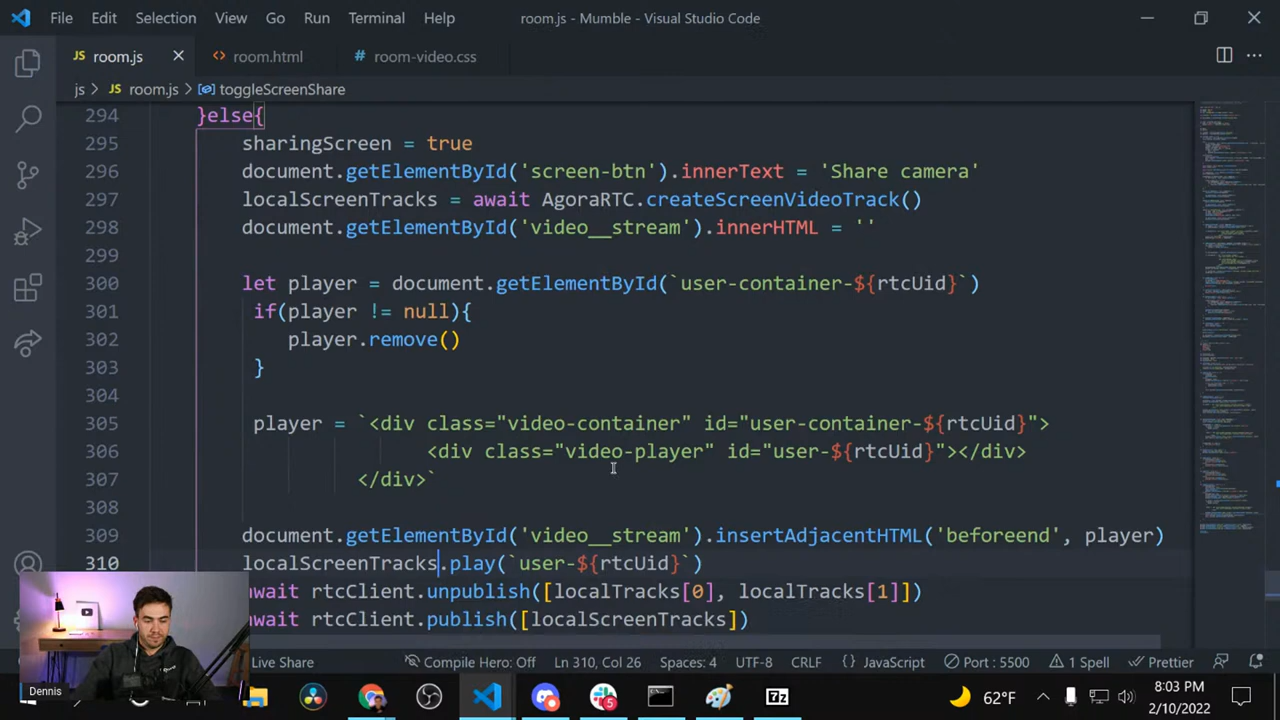 File Edit Selection View Go Run Terminal Help room.js - Mumble - Visual Studio Code
JS room.js room.html # room-video.css
js > JS room.js > toggleScreenShare
294 }else{
295 sharingScreen = true
296 document.getElementById('screen-btn').innerText = 'Share camera'
297 localScreenTracks = await AgoraRTC.createScreenVideoTrack()
298 document.getElementById('video__stream').innerHTML = ''
299
300 let player = document.getElementById(`user-container-${rtcUid}`)
301 if(player != null){
302 player.remove()
303 }
304
305 player = `<div class="video-container" id="user-container-${rtcUid}">
306 <div class="video-player" id="user-${rtcUid}"></div>
307 </div>`
308
309 document.getElementById('video__stream').insertAdjacentHTML('beforeend', player)
310 localScreenTracks.play(`user-${rtcUid}`)
await rtcClient.unpublish([localTracks[0], localTracks[1]])
await rtcClient.publish([localScreenTracks])
Live Share Compile Hero: Off Ln 310, Col 26 Spaces: 4 UTF-8 CRLF {} JavaScript Port : 5500 1 Spell Prettier
Dennis
7z
62°F
8:03 PM
2/10/2022